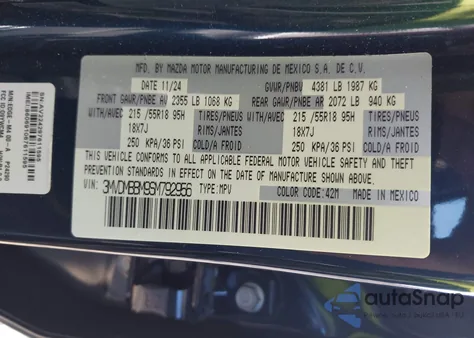 MFD. BY MAZDA MOTOR MANUFACTURING DE MEXICO S.A. DE C.V.
DATE 11/24 GVWR/PNBV 4381 LB 1987 KG
FRONT GAWR/PNBE AV 2355 LB 1068 KG REAR GAWR/PNBE AR 2072 LB 940 KG
WITH/AVEC 215/55R18 95H WITH/AVEC 215/55R18 95H
TIRES/PNEUS 18X7J RIMS/JANTES TIRES/PNEUS 18X7J RIMS/JANTES
250 KPA/36 PSI COLD/A FROID 250 KPA/36 PSI COLD/A FROID
THIS VEHICLE CONFORMS TO ALL APPLICABLE FEDERAL MOTOR VEHICLE SAFETY, AND THEFT
PREVENTION STANDARDS IN EFFECT ON THE DATE OF MANUFACTURE SHOWN ABOVE.
VIN: 3MVDMBBM9SM792956 TYPE: MPV
COLOR CODE: 42M MADE IN MEXICO
autoSnap